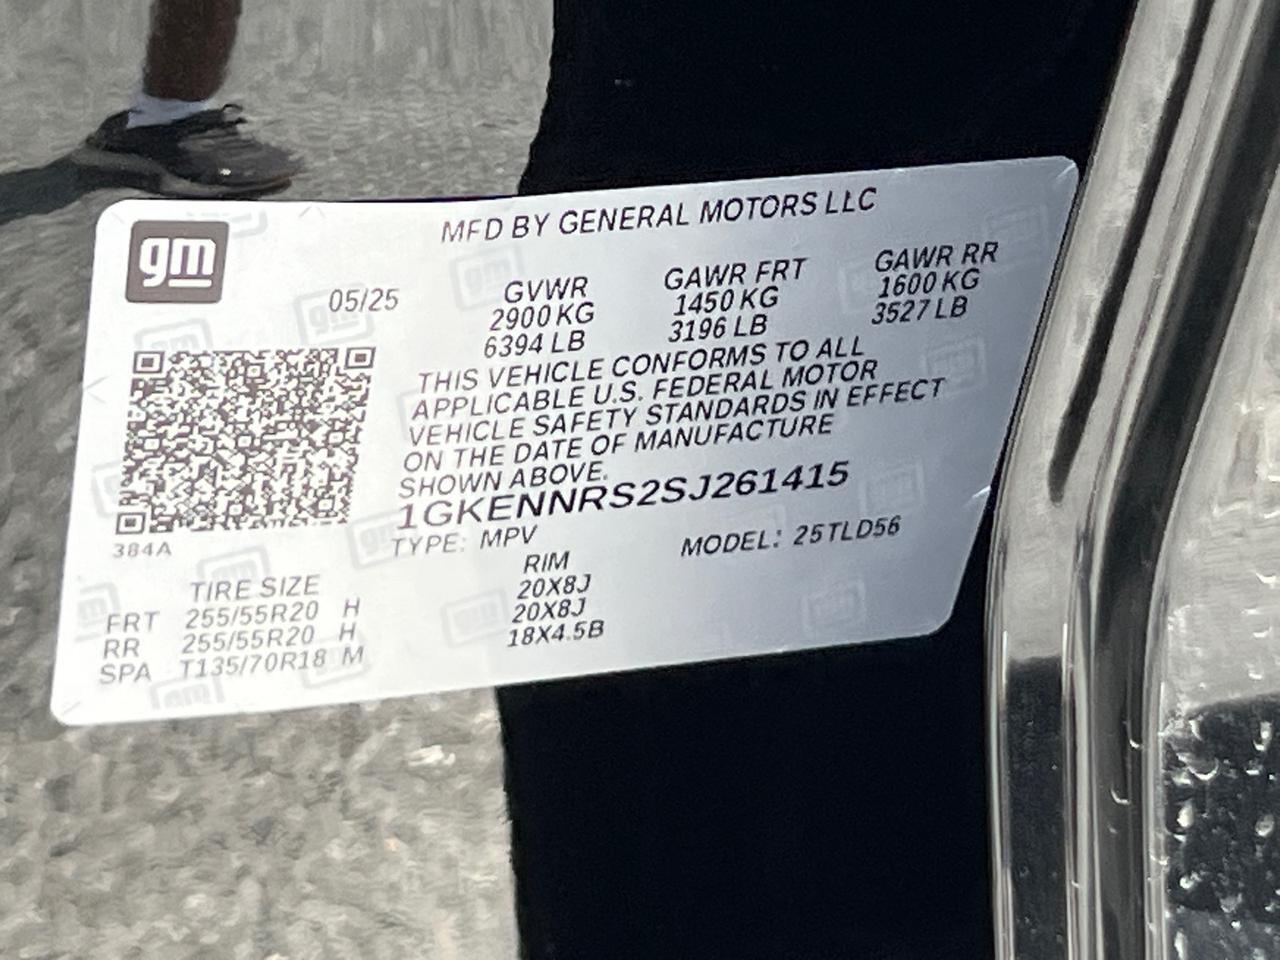 gm
MFD BY GENERAL MOTORS LLC
05/25
GVWR GAWR FRT GAWR RR
2900 KG 1450 KG 1600 KG
6394 LB 3196 LB 3527 LB
THIS VEHICLE CONFORMS TO ALL
APPLICABLE U.S. FEDERAL MOTOR
VEHICLE SAFETY STANDARDS IN EFFECT
ON THE DATE OF MANUFACTURE
SHOWN ABOVE.
1GKENNRS2SJ261415
384A
TYPE: MPV MODEL: 25TLD56
TIRE SIZE RIM
FRT 255/55R20 H 20X8J
RR 255/55R20 H 20X8J
SPA T135/70R18 M 18X4.5B